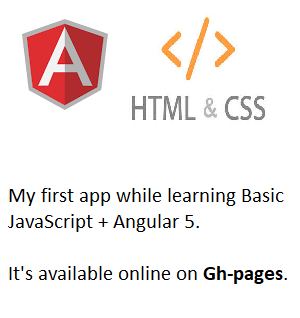 A
</>
HTML & CSS
My first app while learning Basic
JavaScript + Angular 5.
It's available online on Gh-pages.